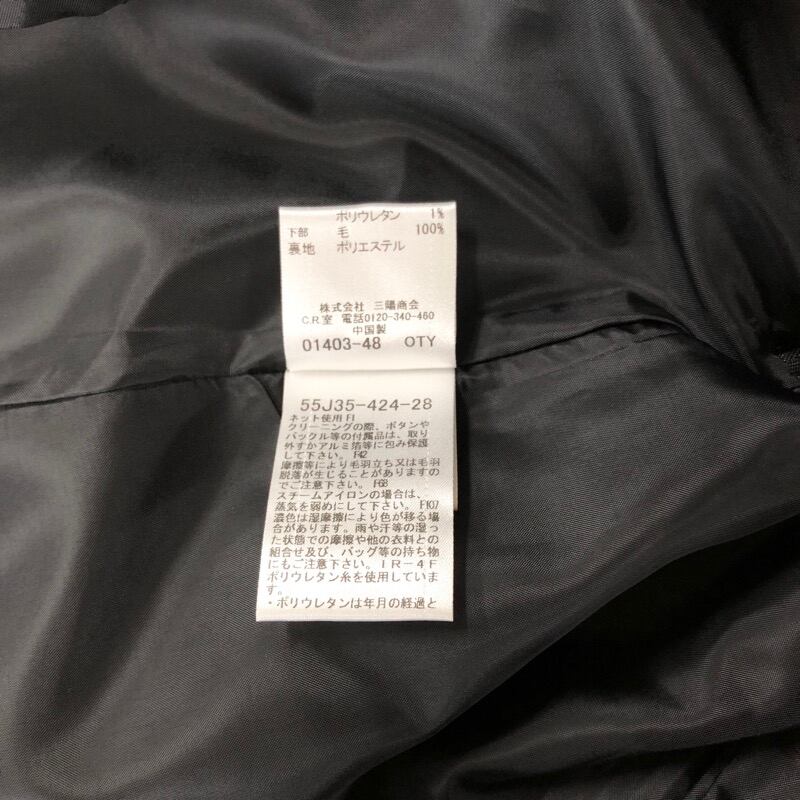 ポリウレタン 1%
下部 毛 100%
裏地 ポリエステル
株式会社 三陽商会
C.R室 電話0120-340-460
中国製
01403-48 OTY
55J35-424-28
ネット使用 FI
クリーニングの際、ボタンや
バックル等の付属品は、取り
外すかアルミ箔等に包み保護
して下さい。 F42
摩擦等により毛羽立ち又は毛羽
脱落が生じることがありますの
でご注意下さい。 F68
スチームアイロンの場合は、
蒸気を弱めにして下さい。 F107
濃色は湿摩擦により色が移る場
合があります。雨や汗等の湿っ
た状態での摩擦や他の衣料との
組合せ及び、バッグ等の持ち物
にもご注意下さい。IR-4F
ポリウレタン糸を使用していま
す。
・ポリウレタンは年月の経過と